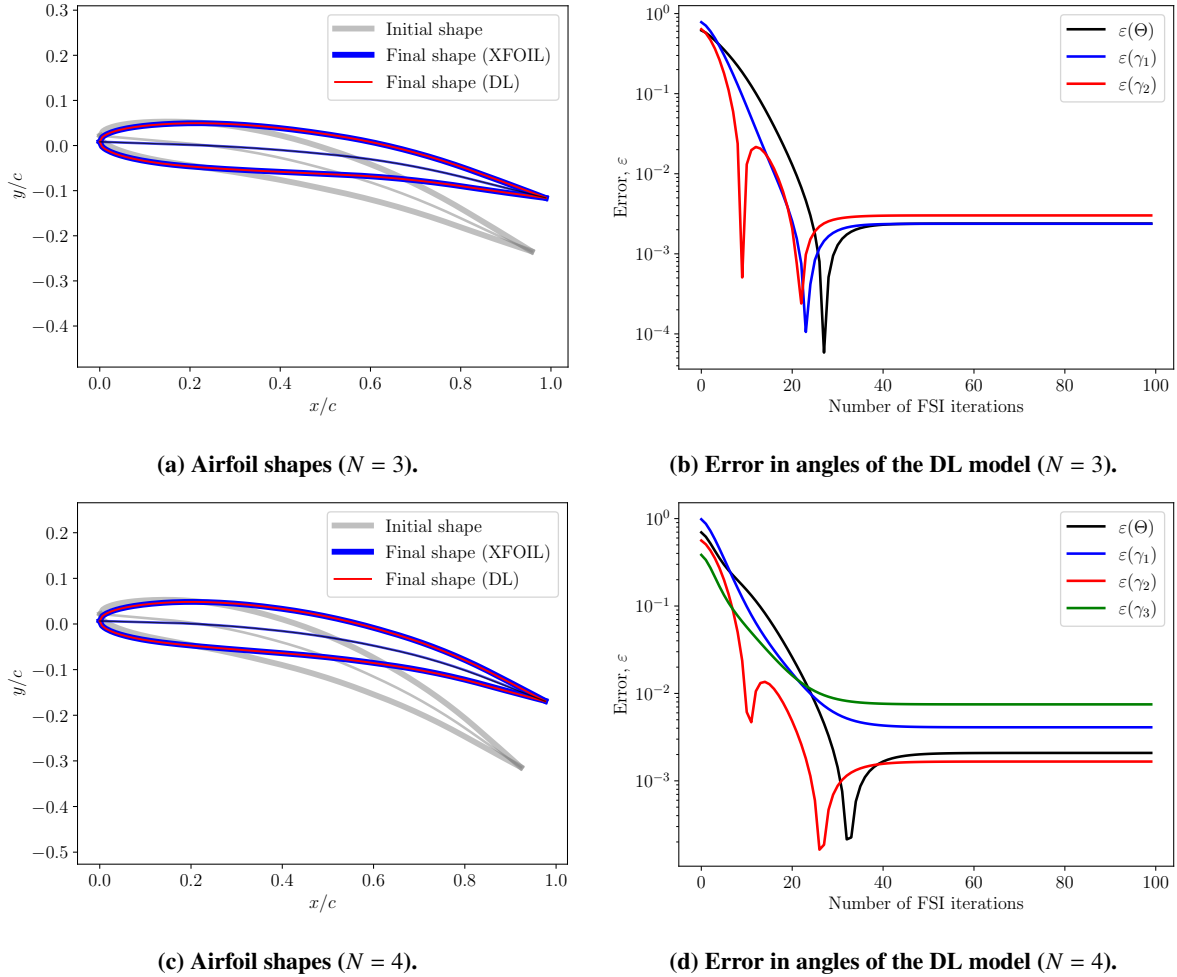 0.3
0.2
0.1
0.0
−0.1
−0.2
−0.3
−0.4
y/c
0.0 0.2 0.4 0.6 0.8 1.0
x/c
Initial shape
Final shape (XFOIL)
Final shape (DL)
(a) Airfoil shapes (N = 3).
10⁰
10⁻¹
10⁻²
10⁻³
10⁻⁴
Error, ε
0 20 40 60 80 100
Number of FSI iterations
ε(Θ)
ε(γ₁)
ε(γ₂)
(b) Error in angles of the DL model (N = 3).
0.2
0.1
0.0
−0.1
−0.2
−0.3
−0.4
−0.5
y/c
0.0 0.2 0.4 0.6 0.8 1.0
x/c
Initial shape
Final shape (XFOIL)
Final shape (DL)
(c) Airfoil shapes (N = 4).
10⁰
10⁻¹
10⁻²
10⁻³
Error, ε
0 20 40 60 80 100
Number of FSI iterations
ε(Θ)
ε(γ₁)
ε(γ₂)
ε(γ₃)
(d) Error in angles of the DL model (N = 4).